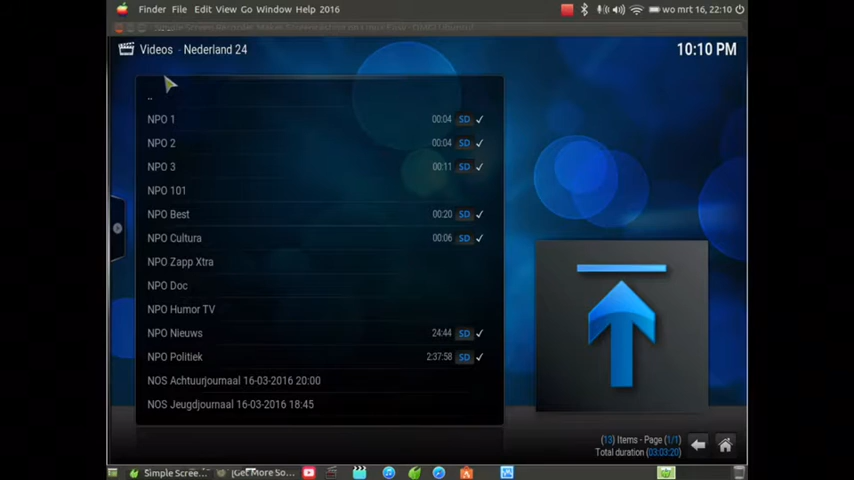 Finder File Edit View Go Window Help 2016
wo mrt 16, 22:10
Videos - Nederland 24
10:10 PM
..
NPO 1 00:04 SD
NPO 2 00:04 SD
NPO 3 00:11 SD
NPO 101
NPO Best 00:20 SD
NPO Cultura 00:06 SD
NPO Zapp Xtra
NPO Doc
NPO Humor TV
NPO Nieuws 24:44 SD
NPO Politiek 2:37:58 SD
NOS Achtuurjournaal 16-03-2016 20:00
NOS Jeugdjournaal 16-03-2016 18:45
(13) Items - Page (1/1)
Total duration (03:03:20)
Simple Scree... [Get More So...